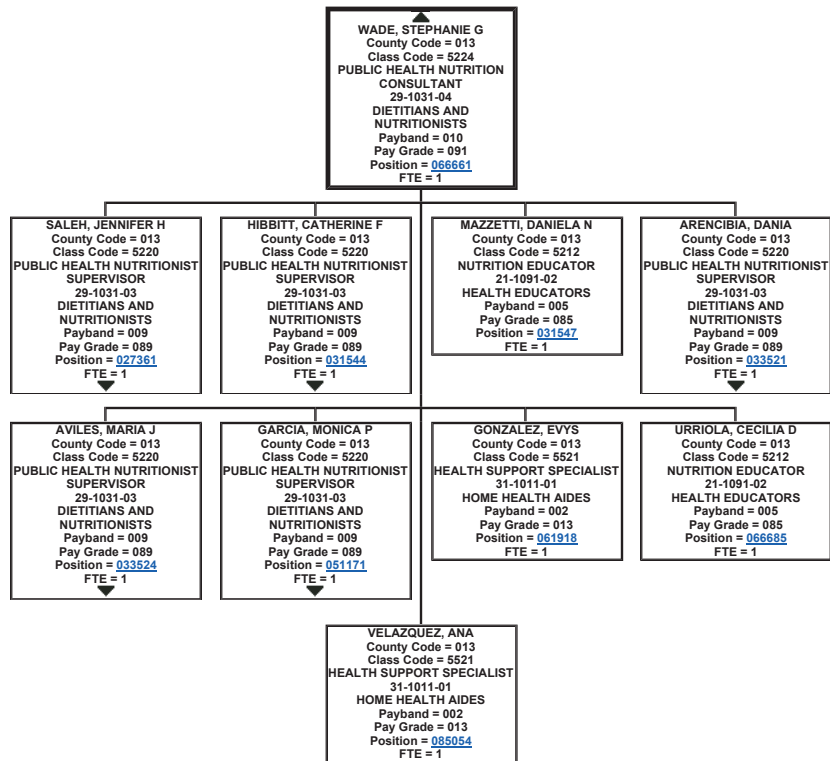 WADE, STEPHANIE G
County Code = 013
Class Code = 5224
PUBLIC HEALTH NUTRITION
CONSULTANT
29-1031-04
DIETITIANS AND
NUTRITIONISTS
Payband = 010
Pay Grade = 091
Position = 066661
FTE = 1
SALEH, JENNIFER H
County Code = 013
Class Code = 5220
PUBLIC HEALTH NUTRITIONIST
SUPERVISOR
29-1031-03
DIETITIANS AND
NUTRITIONISTS
Payband = 009
Pay Grade = 089
Position = 027361
FTE = 1
HIBBITT, CATHERINE F
County Code = 013
Class Code = 5220
PUBLIC HEALTH NUTRITIONIST
SUPERVISOR
29-1031-03
DIETITIANS AND
NUTRITIONISTS
Payband = 009
Pay Grade = 089
Position = 031544
FTE = 1
MAZZETTI, DANIELA N
County Code = 013
Class Code = 5212
NUTRITION EDUCATOR
21-1091-02
HEALTH EDUCATORS
Payband = 005
Pay Grade = 085
Position = 031547
FTE = 1
ARENCIBIA, DANIA
County Code = 013
Class Code = 5220
PUBLIC HEALTH NUTRITIONIST
SUPERVISOR
29-1031-03
DIETITIANS AND
NUTRITIONISTS
Payband = 009
Pay Grade = 089
Position = 033521
FTE = 1
AVILES, MARIA J
County Code = 013
Class Code = 5220
PUBLIC HEALTH NUTRITIONIST
SUPERVISOR
29-1031-03
DIETITIANS AND
NUTRITIONISTS
Payband = 009
Pay Grade = 089
Position = 033524
FTE = 1
GARCIA, MONICA P
County Code = 013
Class Code = 5220
PUBLIC HEALTH NUTRITIONIST
SUPERVISOR
29-1031-03
DIETITIANS AND
NUTRITIONISTS
Payband = 009
Pay Grade = 089
Position = 051171
FTE = 1
GONZALEZ, EVYS
County Code = 013
Class Code = 5521
HEALTH SUPPORT SPECIALIST
31-1011-01
HOME HEALTH AIDES
Payband = 002
Pay Grade = 013
Position = 061918
FTE = 1
URRIOLA, CECILIA D
County Code = 013
Class Code = 5212
NUTRITION EDUCATOR
21-1091-02
HEALTH EDUCATORS
Payband = 005
Pay Grade = 085
Position = 066685
FTE = 1
VELAZQUEZ, ANA
County Code = 013
Class Code = 5521
HEALTH SUPPORT SPECIALIST
31-1011-01
HOME HEALTH AIDES
Payband = 002
Pay Grade = 013
Position = 085054
FTE = 1